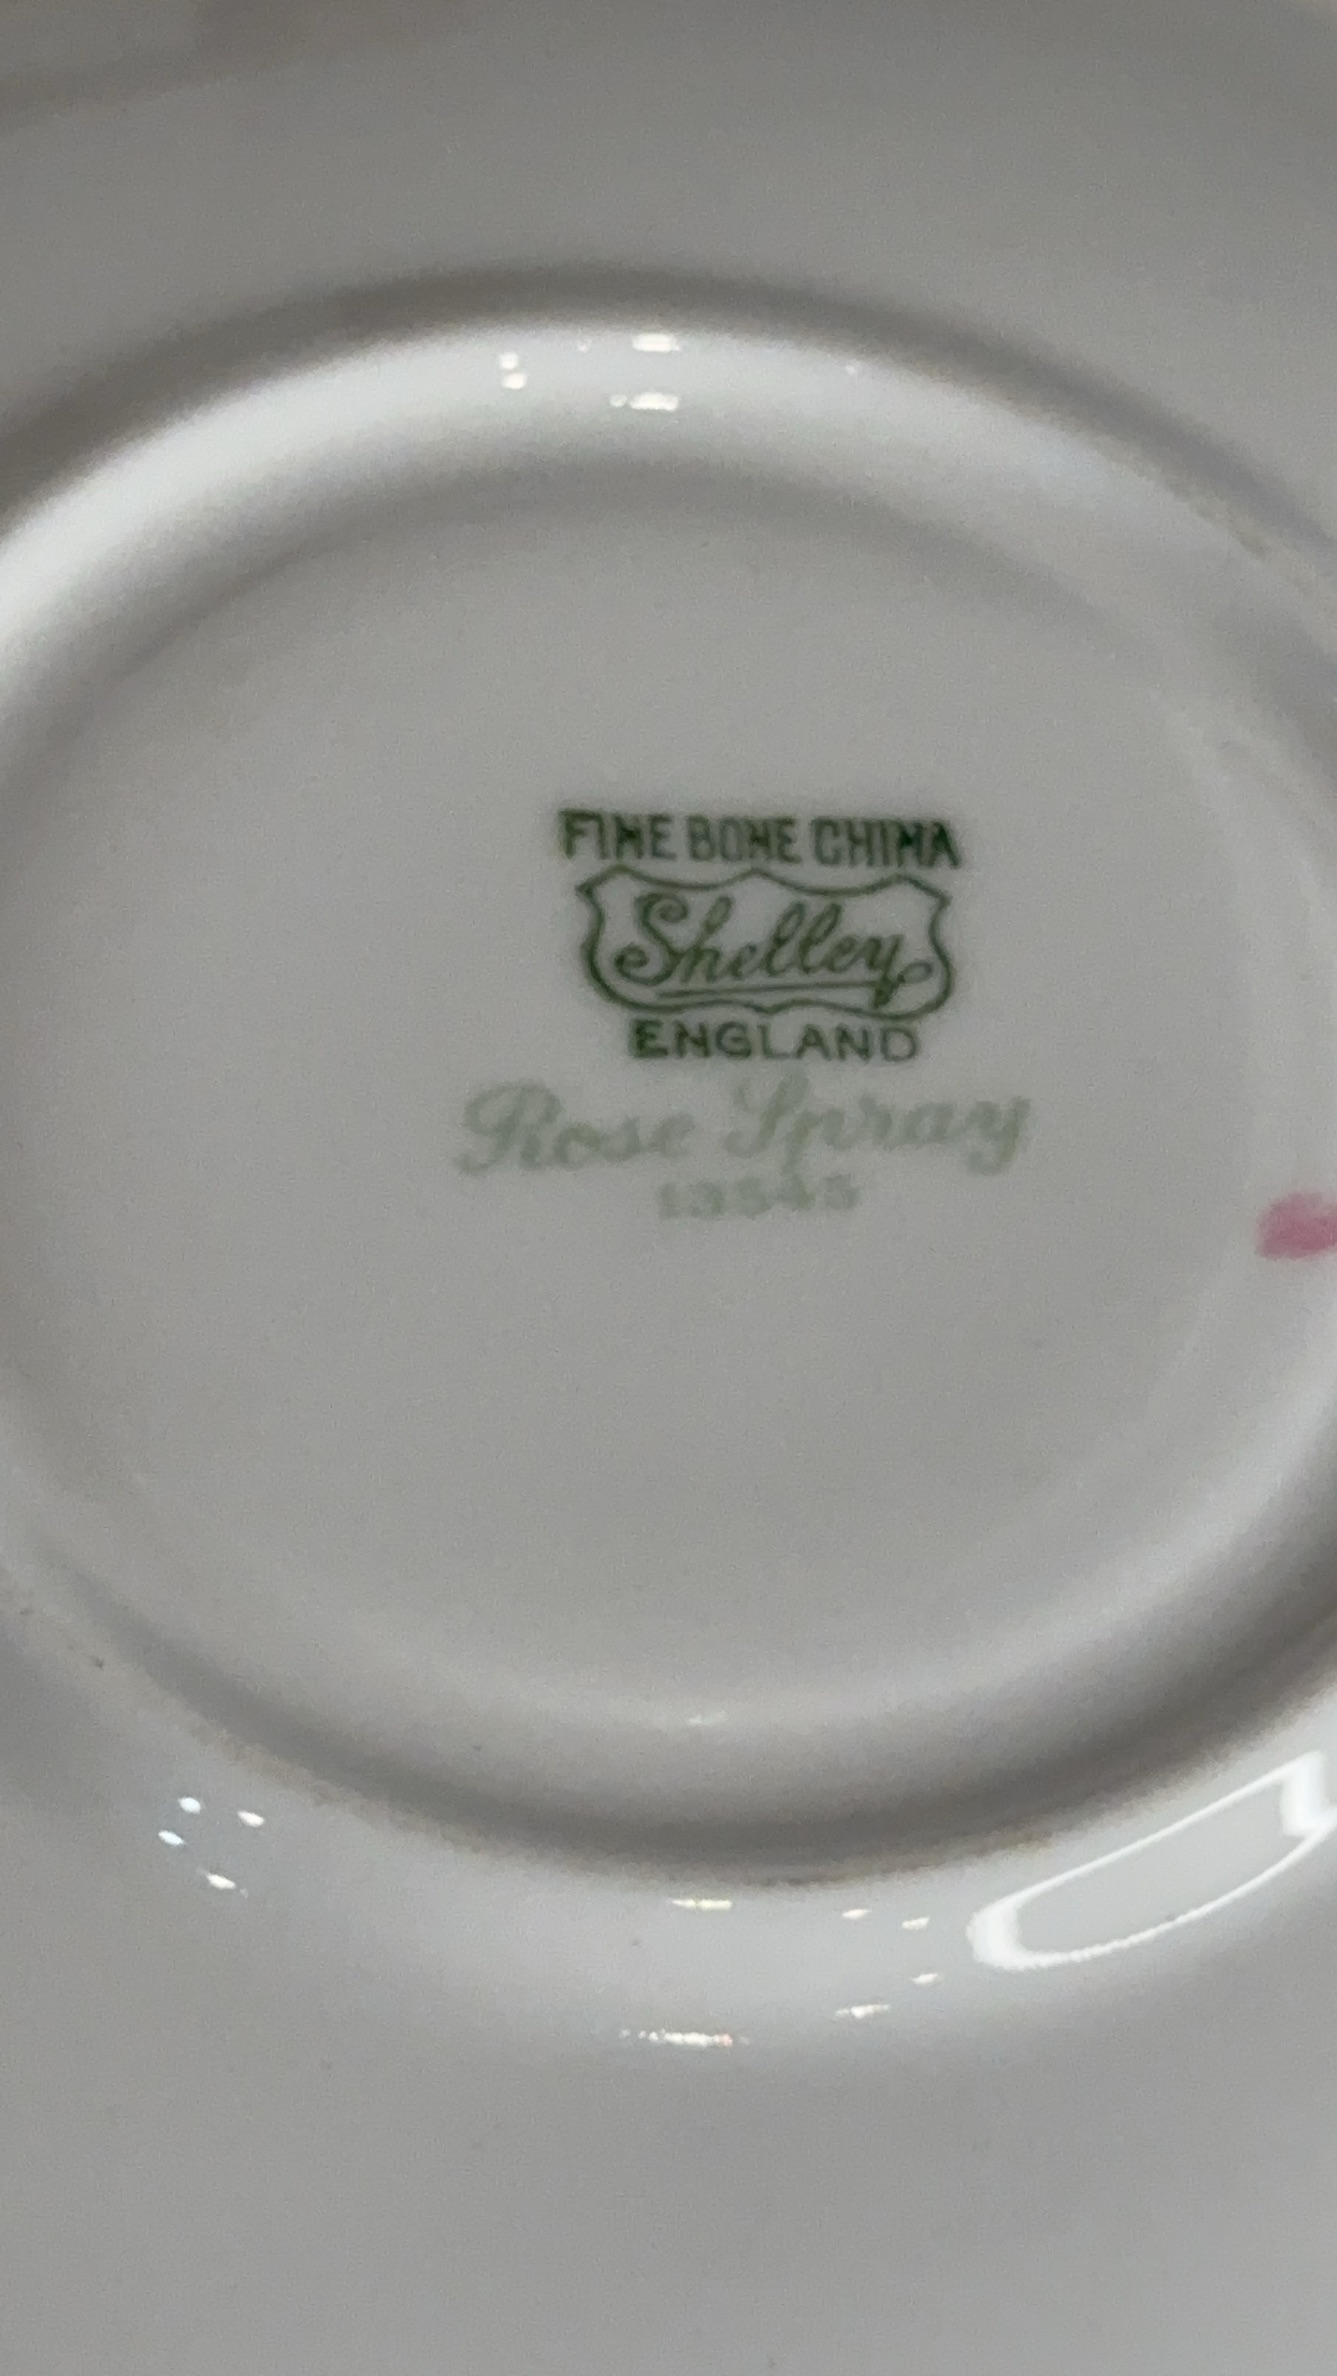 FINE BONE CHINA
Shelley
ENGLAND
Rose Spray
13545